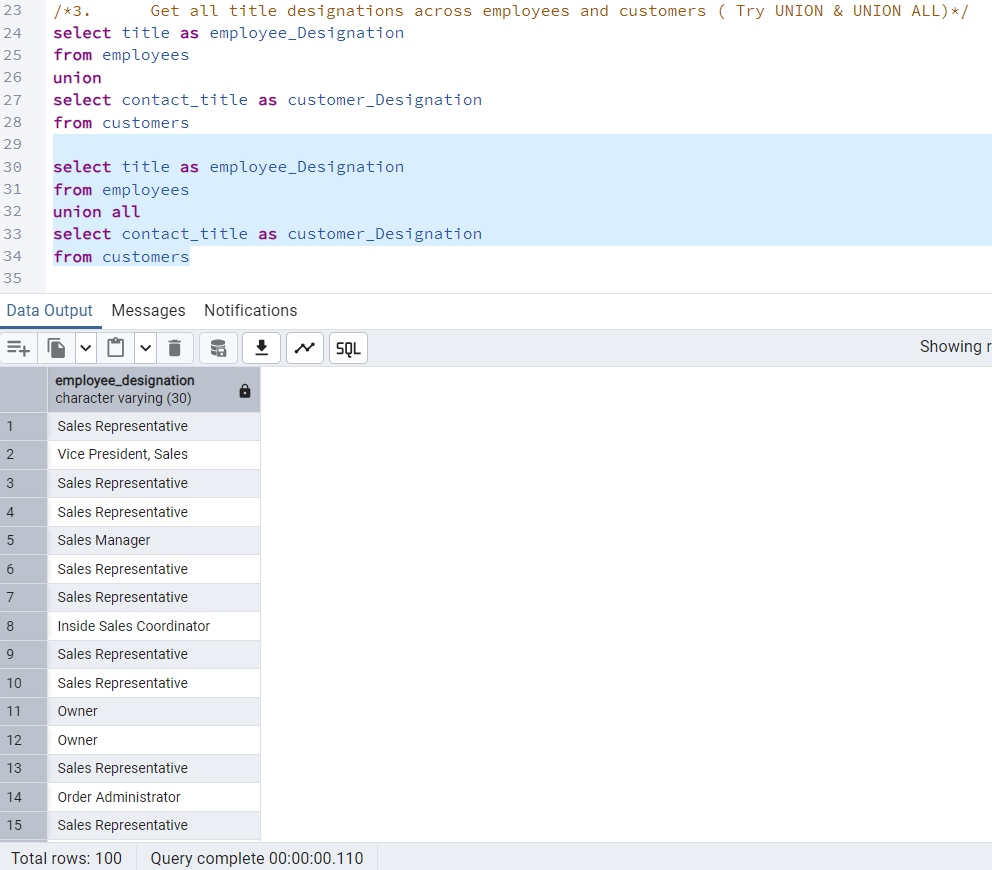 23 /*3.      Get all title designations across employees and customers ( Try UNION & UNION ALL)*/
24 select title as employee_Designation
25 from employees
26 union
27 select contact_title as customer_Designation
28 from customers
29
30 select title as employee_Designation
31 from employees
32 union all
33 select contact_title as customer_Designation
34 from customers
35
Data Output Messages Notifications
SQL Showing r
employee_designation
character varying (30)
1 Sales Representative
2 Vice President, Sales
3 Sales Representative
4 Sales Representative
5 Sales Manager
6 Sales Representative
7 Sales Representative
8 Inside Sales Coordinator
9 Sales Representative
10 Sales Representative
11 Owner
12 Owner
13 Sales Representative
14 Order Administrator
15 Sales Representative
Total rows: 100 Query complete 00:00:00.110